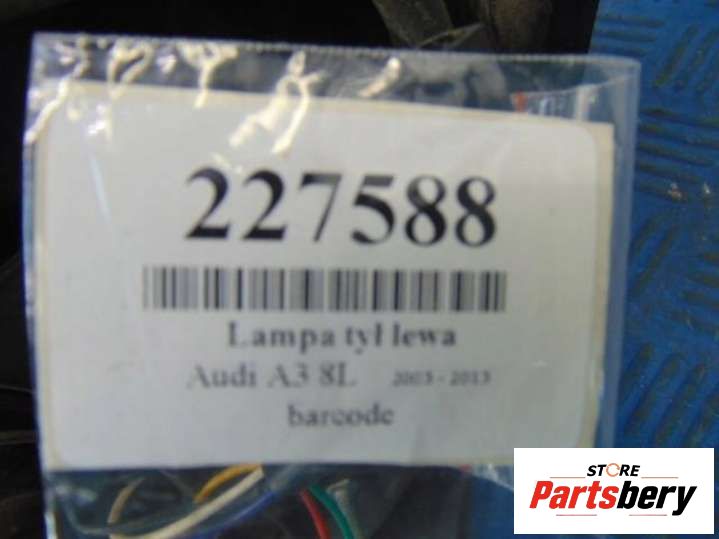 227588
Lampa tył lewa
Audi A3 8L 2003 - 2013
barcode
STORE
Partsbery